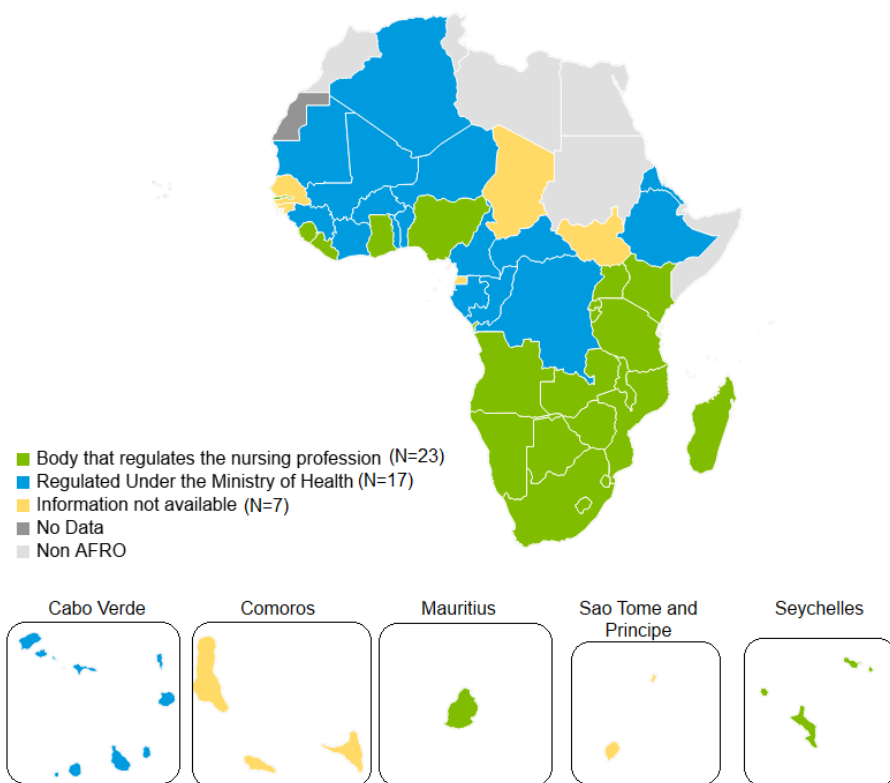 Body that regulates the nursing profession (N=23)
Regulated Under the Ministry of Health (N=17)
Information not available (N=7)
No Data
Non AFRO
Cabo Verde
Comoros
Mauritius
Sao Tome and
Principe
Seychelles